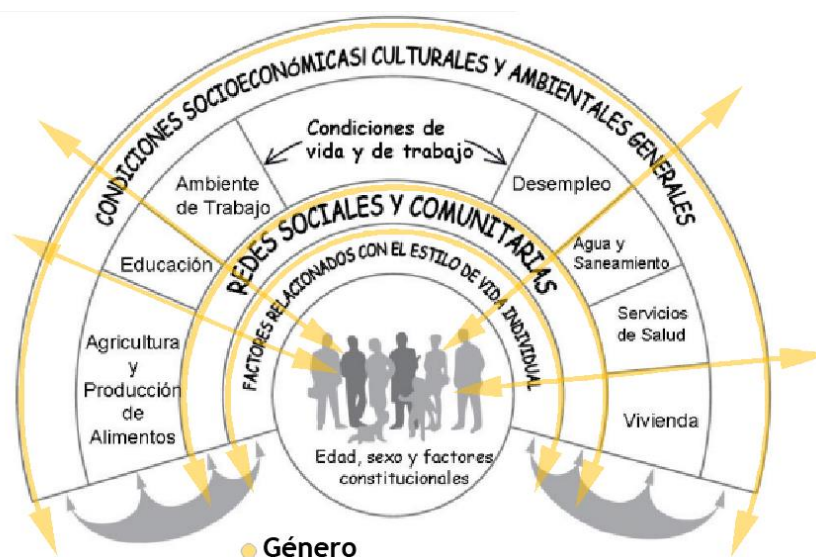 CONDICIONES SOCIOECONÓMICASI CULTURALES Y AMBIENTALES GENERALES
Condiciones de
vida y de trabajo
Ambiente
de Trabajo
Desempleo
REDES SOCIALES Y COMUNITARIAS
Educación
Agua y
Saneamiento
FACTORES RELACIONADOS CON EL ESTILO DE VIDA INDIVIDUAL
Agricultura
y
Producción
de
Alimentos
Servicios
de Salud
Vivienda
Edad, sexo y factores
constitucionales
Género